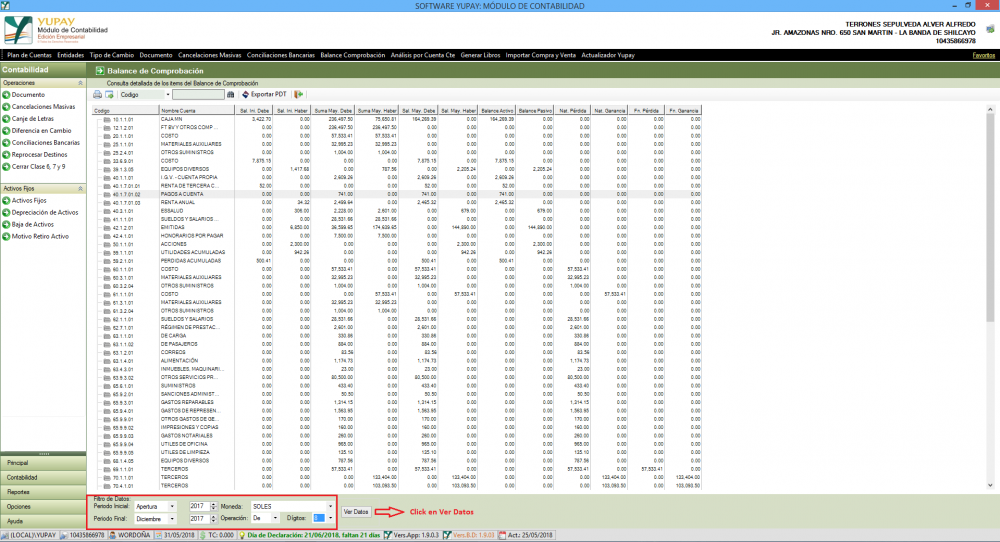 SOFTWARE YUPAY: MÓDULO DE CONTABILIDAD
YUPAY
Módulo de Contabilidad
Edición Empresarial
TERRONES SEPULVEDA ALVER ALFREDO
JR. AMAZONAS NRO. 650 SAN MARTIN - LA BANDA DE SHILCAYO
10435866978
Plan de Cuentas Entidades Tipo de Cambio Documento Cancelaciones Masivas Conciliaciones Bancarias Balance Comprobación Análisis por Cuenta Cte Generar Libros Importar Compra y Venta Actualizador Yupay Favoritos
Contabilidad
Operaciones
Documento
Cancelaciones Masivas
Canje de Letras
Diferencia en Cambio
Conciliaciones Bancarias
Reprocesar Destinos
Cerrar Clase 6, 7 y 9
Activos Fijos
Activos Fijos
Depreciación de Activos
Baja de Activos
Motivo Retiro Activo
Principal
Contabilidad
Reportes
Opciones
Ayuda
Balance de Comprobación
Consulta detallada de los items del Balance de Comprobación
Codigo Exportar PDT
Codigo Nombre Cuenta Sal. Ini. Debe Sal. Ini. Haber Suma May. Debe Suma May. Haber Sal. May. Debe Sal. May. Haber Balance Activo Balance Pasivo Nat. Pérdida Nat. Ganancia Fn. Pérdida Fn. Ganancia
10.1.1.01 CAJA MN 3,422.70 0.00 236,497.50 75,650.81 164,269.39 0.00 164,269.39 0.00 0.00 0.00 0.00 0.00
12.1.2.01 FT BV Y OTROS COMP... 0.00 0.00 236,497.50 236,497.50 0.00 0.00 0.00 0.00 0.00 0.00 0.00 0.00
20.1.1.01 COSTO 0.00 0.00 57,533.41 57,533.41 0.00 0.00 0.00 0.00 0.00 0.00 0.00 0.00
25.1.1.01 MATERIALES AUXILIARES 0.00 0.00 32,995.23 32,995.23 0.00 0.00 0.00 0.00 0.00 0.00 0.00 0.00
25.2.4.01 OTROS SUMINISTROS 0.00 0.00 1,004.00 1,004.00 0.00 0.00 0.00 0.00 0.00 0.00 0.00 0.00
33.6.9.01 COSTO 7,875.15 0.00 0.00 0.00 7,875.15 0.00 7,875.15 0.00 0.00 0.00 0.00 0.00
39.1.3.05 EQUIPOS DIVERSOS 0.00 1,417.68 0.00 787.56 0.00 2,205.24 0.00 2,205.24 0.00 0.00 0.00 0.00
40.1.1.01 I.G.V - CUENTA PROPIA 0.00 0.00 2,609.26 2,609.26 0.00 0.00 0.00 0.00 0.00 0.00 0.00 0.00
40.1.7.01.01 RENTA DE TERCERA C... 52.00 0.00 0.00 0.00 52.00 0.00 52.00 0.00 0.00 0.00 0.00 0.00
40.1.7.01.02 PAGOS A CUENTA 0.00 0.00 741.00 0.00 741.00 0.00 741.00 0.00 0.00 0.00 0.00 0.00
40.1.7.01.03 RENTA ANUAL 0.00 34.32 2,499.64 0.00 2,465.32 0.00 2,465.32 0.00 0.00 0.00 0.00 0.00
40.3.1.01 ESSALUD 0.00 306.00 2,228.00 2,601.00 0.00 679.00 0.00 679.00 0.00 0.00 0.00 0.00
41.1.1.01 SUELDOS Y SALARIOS ... 0.00 0.00 28,531.66 28,531.66 0.00 0.00 0.00 0.00 0.00 0.00 0.00 0.00
42.1.2.01 EMITIDAS 0.00 6,850.00 36,599.65 174,639.65 0.00 144,890.00 0.00 144,890.00 0.00 0.00 0.00 0.00
42.4.1.01 HONORARIOS POR PAGAR 0.00 0.00 7,500.00 7,500.00 0.00 0.00 0.00 0.00 0.00 0.00 0.00 0.00
50.1.1.01 ACCIONES 0.00 2,300.00 0.00 0.00 0.00 2,300.00 0.00 2,300.00 0.00 0.00 0.00 0.00
59.1.1.01 UTILIDADES ACUMULADAS 0.00 942.26 0.00 0.00 0.00 942.26 0.00 942.26 0.00 0.00 0.00 0.00
59.2.1.01 PERDIDAS ACUMULADAS 500.41 0.00 0.00 0.00 500.41 0.00 500.41 0.00 0.00 0.00 0.00 0.00
60.1.1.01 COSTO 0.00 0.00 57,533.41 0.00 57,533.41 0.00 0.00 0.00 57,533.41 0.00 0.00 0.00
60.3.1.01 MATERIALES AUXILIARES 0.00 0.00 32,995.23 0.00 32,995.23 0.00 0.00 0.00 32,995.23 0.00 0.00 0.00
60.3.2.04 OTROS SUMINISTROS 0.00 0.00 1,004.00 0.00 1,004.00 0.00 0.00 0.00 1,004.00 0.00 0.00 0.00
61.1.1.01 COSTO 0.00 0.00 0.00 57,533.41 0.00 57,533.41 0.00 0.00 0.00 57,533.41 0.00 0.00
61.3.1.01 MATERIALES AUXILIARES 0.00 0.00 32,995.23 32,995.23 0.00 0.00 0.00 0.00 0.00 0.00 0.00 0.00
61.3.2.04 OTROS SUMINISTROS 0.00 0.00 1,004.00 1,004.00 0.00 0.00 0.00 0.00 0.00 0.00 0.00 0.00
62.1.1.01 SUELDOS Y SALARIOS 0.00 0.00 28,531.66 0.00 28,531.66 0.00 0.00 0.00 28,531.66 0.00 0.00 0.00
62.7.1.01 RÉGIMEN DE PRESTAC... 0.00 0.00 2,601.00 0.00 2,601.00 0.00 0.00 0.00 2,601.00 0.00 0.00 0.00
63.1.1.01 DE CARGA 0.00 0.00 330.86 0.00 330.86 0.00 0.00 0.00 330.86 0.00 0.00 0.00
63.1.1.02 DE PASAJEROS 0.00 0.00 884.00 0.00 884.00 0.00 0.00 0.00 884.00 0.00 0.00 0.00
63.1.2.01 CORREOS 0.00 0.00 83.56 0.00 83.56 0.00 0.00 0.00 83.56 0.00 0.00 0.00
63.1.4.01 ALIMENTACIÓN 0.00 0.00 1,174.73 0.00 1,174.73 0.00 0.00 0.00 1,174.73 0.00 0.00 0.00
63.4.3.01 INMUEBLES, MAQUINARI... 0.00 0.00 23.00 0.00 23.00 0.00 0.00 0.00 23.00 0.00 0.00 0.00
63.9.3.02 OTROS SERVICIOS PR... 0.00 0.00 80,500.00 0.00 80,500.00 0.00 0.00 0.00 80,500.00 0.00 0.00 0.00
65.6.1.01 SUMINISTROS 0.00 0.00 433.40 0.00 433.40 0.00 0.00 0.00 433.40 0.00 0.00 0.00
65.9.2.01 SANCIONES ADMINIST... 0.00 0.00 50.50 0.00 50.50 0.00 0.00 0.00 50.50 0.00 0.00 0.00
65.9.3.01 GASTOS REPARABLES 0.00 0.00 1,314.15 0.00 1,314.15 0.00 0.00 0.00 1,314.15 0.00 0.00 0.00
65.9.4.01 GASTOS DE REPRESEN... 0.00 0.00 1,563.95 0.00 1,563.95 0.00 0.00 0.00 1,563.95 0.00 0.00 0.00
65.9.9.01 OTROS GASTOS DE GE... 0.00 0.00 170.00 0.00 170.00 0.00 0.00 0.00 170.00 0.00 0.00 0.00
65.9.9.02 IMPRESIONES Y COPIAS 0.00 0.00 160.00 0.00 160.00 0.00 0.00 0.00 160.00 0.00 0.00 0.00
65.9.9.03 GASTOS NOTARIALES 0.00 0.00 260.00 0.00 260.00 0.00 0.00 0.00 260.00 0.00 0.00 0.00
65.9.9.04 UTILES DE OFICINA 0.00 0.00 965.00 0.00 965.00 0.00 0.00 0.00 965.00 0.00 0.00 0.00
65.9.9.05 UTILES DE LIMPIEZA 0.00 0.00 135.10 0.00 135.10 0.00 0.00 0.00 135.10 0.00 0.00 0.00
68.1.4.05 EQUIPOS DIVERSOS 0.00 0.00 787.56 0.00 787.56 0.00 0.00 0.00 787.56 0.00 0.00 0.00
69.1.1.01 TERCEROS 0.00 0.00 57,533.41 0.00 57,533.41 0.00 0.00 0.00 57,533.41 0.00 57,533.41 0.00
70.1.1.01 TERCEROS 0.00 0.00 0.00 133,404.00 0.00 133,404.00 0.00 0.00 0.00 133,404.00 0.00 133,404.00
70.4.1.01 TERCEROS 0.00 0.00 0.00 103,093.50 0.00 103,093.50 0.00 0.00 0.00 103,093.50 0.00 103,093.50
Filtro de Datos:
Periodo Inicial: Apertura 2017 Moneda: SOLES
Periodo Final: Diciembre 2017 Operación: De Dígitos:
Ver Datos
Click en Ver Datos
(LOCAL)\YUPAY 10435866978 WORDOÑA 31/05/2018 TC: 0.000 Dia de Declaración: 21/06/2018, faltan 21 dias Vers.App: 1.9.0.3 Vers.B.D: 1.9.03 Act.: 25/05/2018